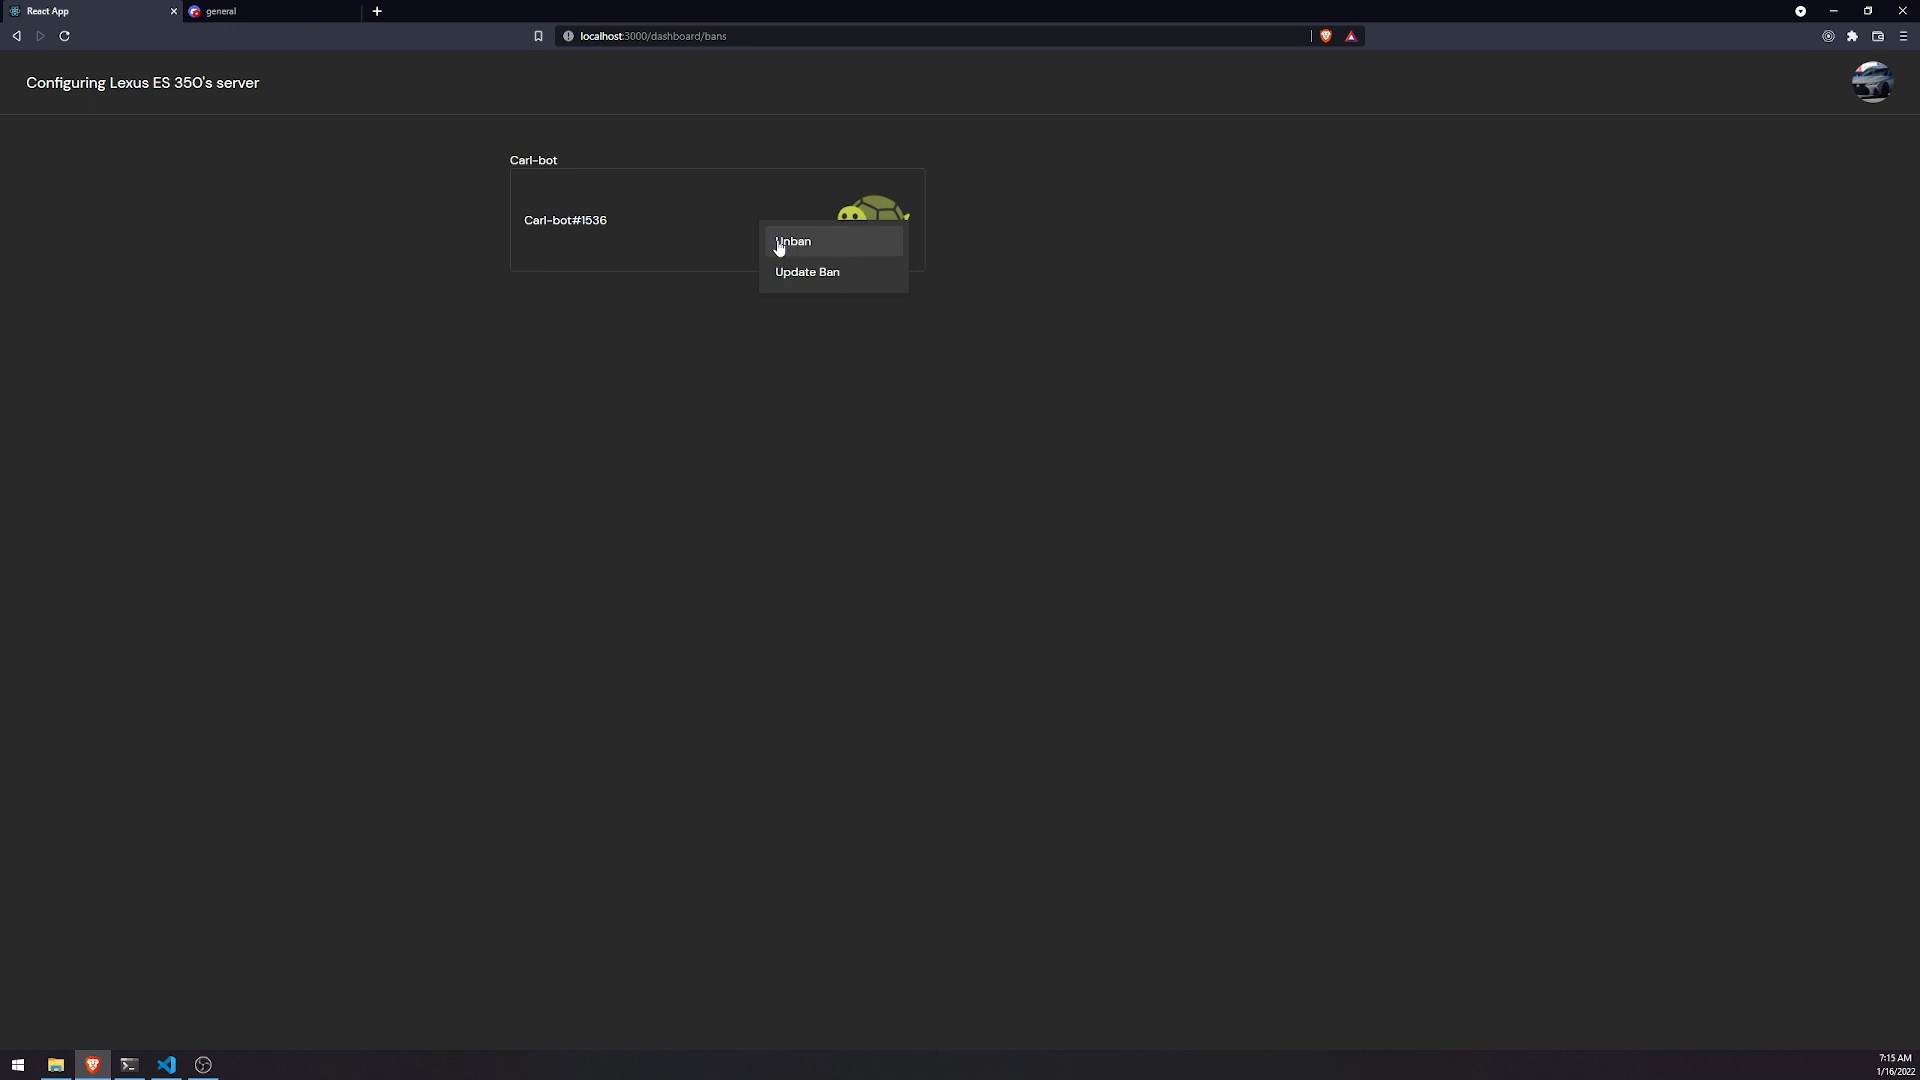 React App
general
localhost:3000/dashboard/bans
Configuring Lexus ES 350's server
Carl-bot
Carl-bot#1536
Unban
Update Ban
7:15 AM
1/16/2022